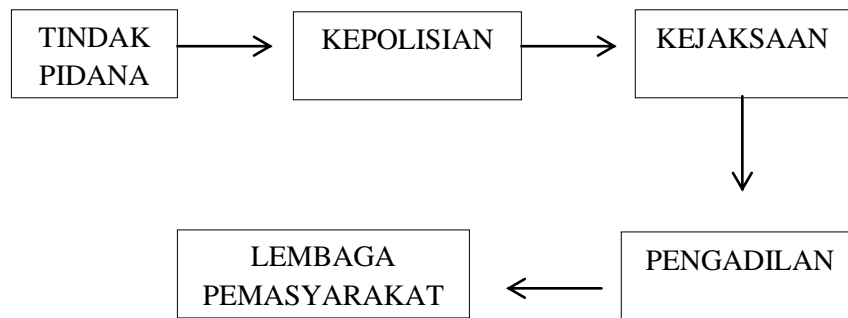 TINDAK
PIDANA
KEPOLISIAN
KEJAKSAAN
PENGADILAN
LEMBAGA
PEMASYARAKAT